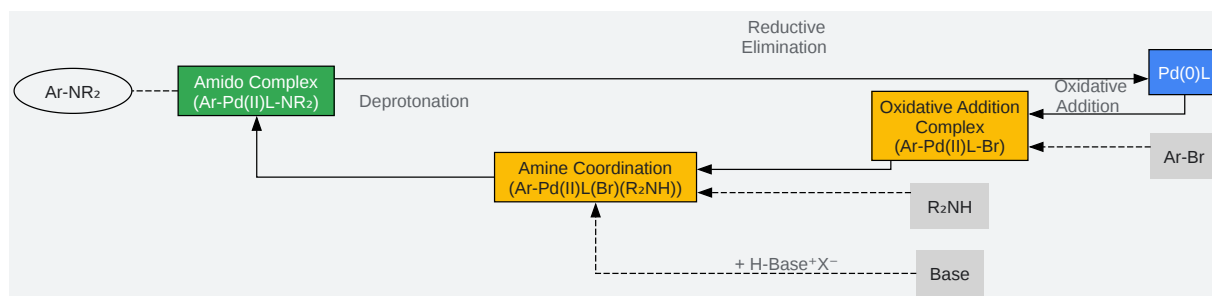 Reductive
Elimination
Ar-NR₂
Amido Complex
(Ar-Pd(II)L-NR₂)
Deprotonation
Pd(0)L
Oxidative
Addition
Oxidative Addition
Complex
(Ar-Pd(II)L-Br)
Ar-Br
Amine Coordination
(Ar-Pd(II)L(Br)(R₂NH))
R₂NH
+ H-Base⁺X⁻
Base